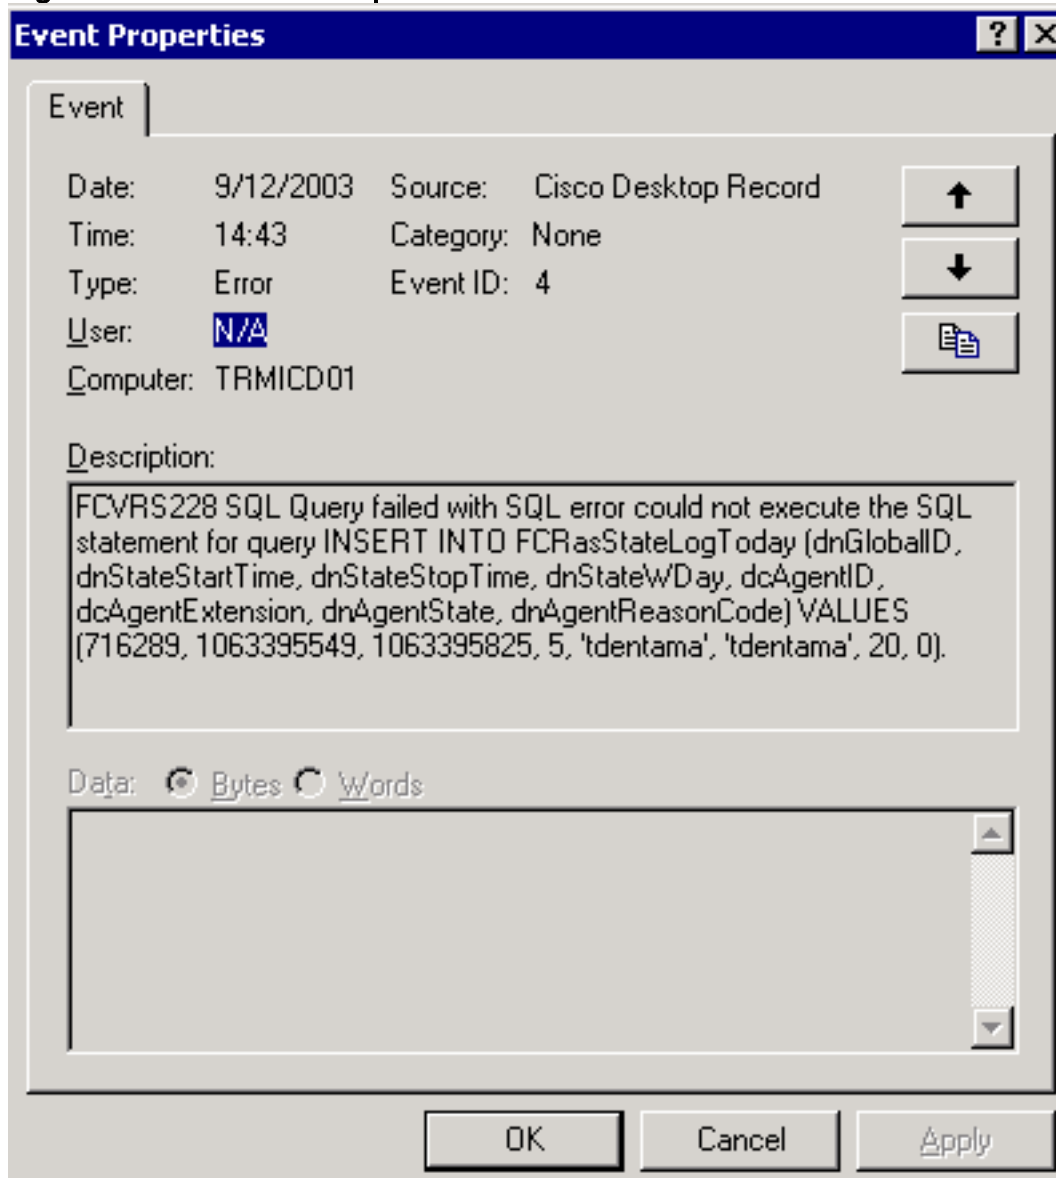 Event Properties
Event
Date: 9/12/2003 Source: Cisco Desktop Record
Time: 14:43 Category: None
Type: Error Event ID: 4
User: N/A
Computer: TRMICD01
Description:
FCVRS228 SQL Query failed with SQL error could not execute the SQL
statement for query INSERT INTO FCRasStateLogToday (dnGlobalID,
dnStateStartTime, dnStateStopTime, dnStateWDay, dcAgentID,
dcAgentExtension, dnAgentState, dnAgentReasonCode) VALUES
(716289, 1063395549, 1063395825, 5, 'tdentama', 'tdentama', 20, 0).
Data: Bytes Words
OK Cancel Apply